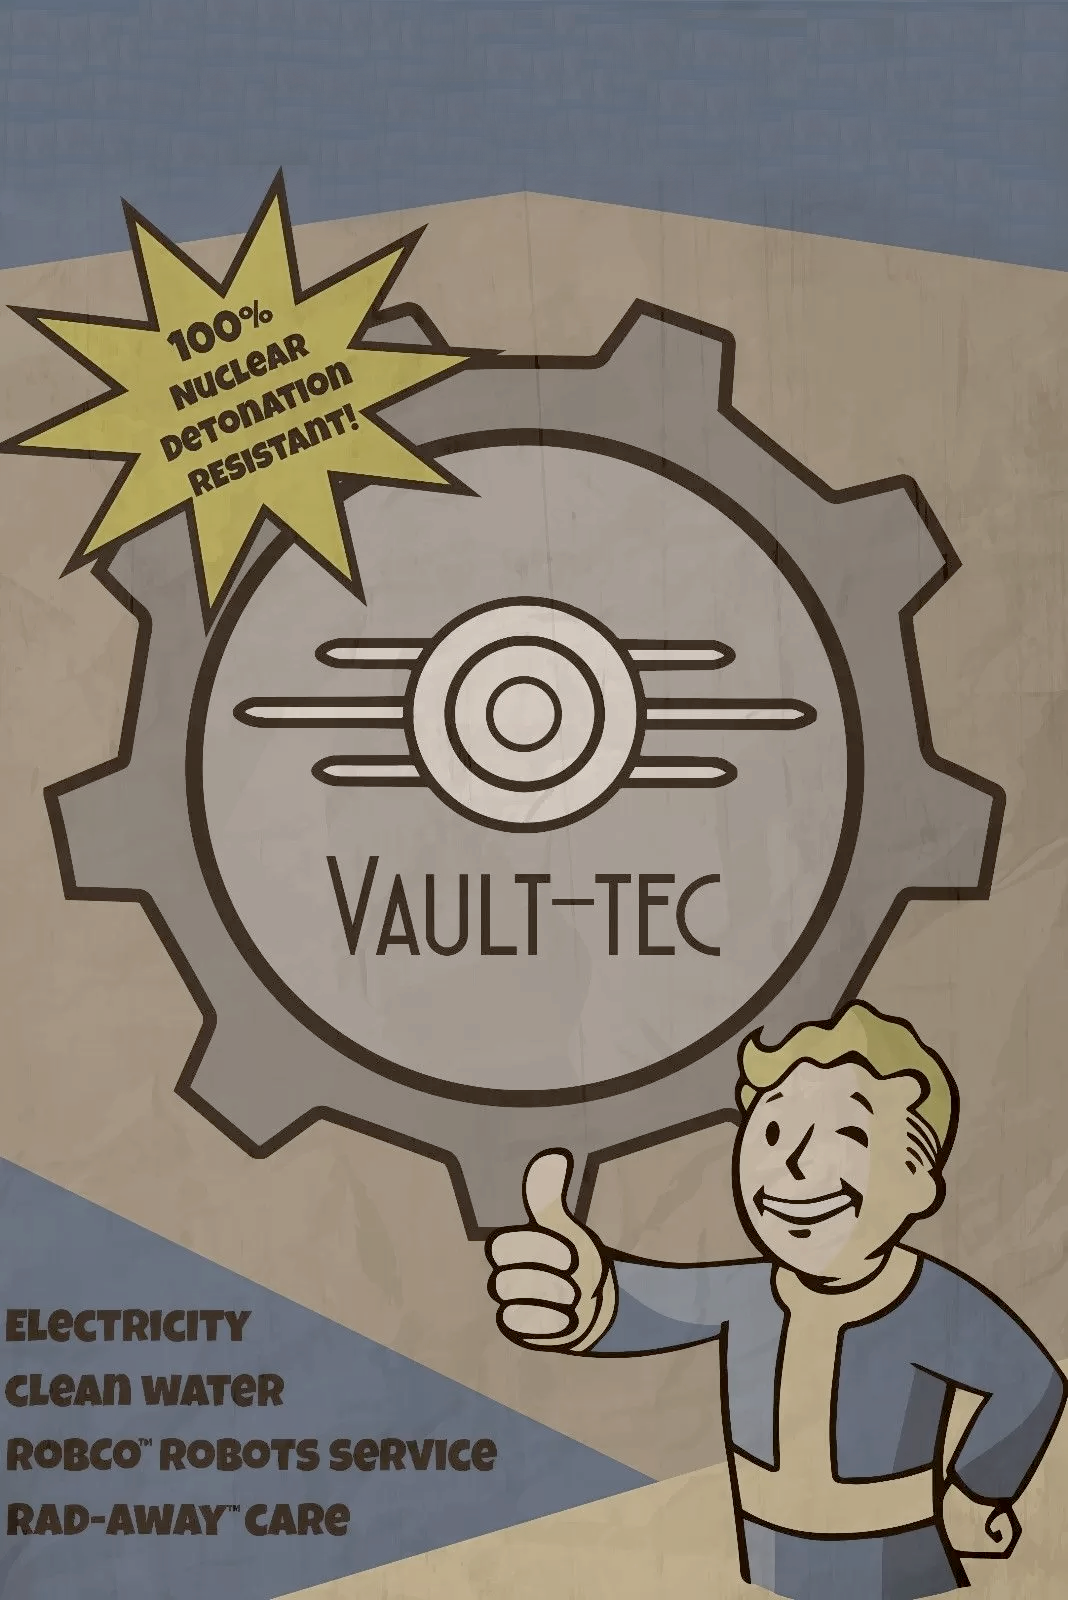 100%
NUCLEAR
DETONATION
RESISTANT!
VAULT-TEC
ELECTRICITY
CLEAN WATER
ROBCO™ ROBOTS SERVICE
RAD-AWAY™ CARE